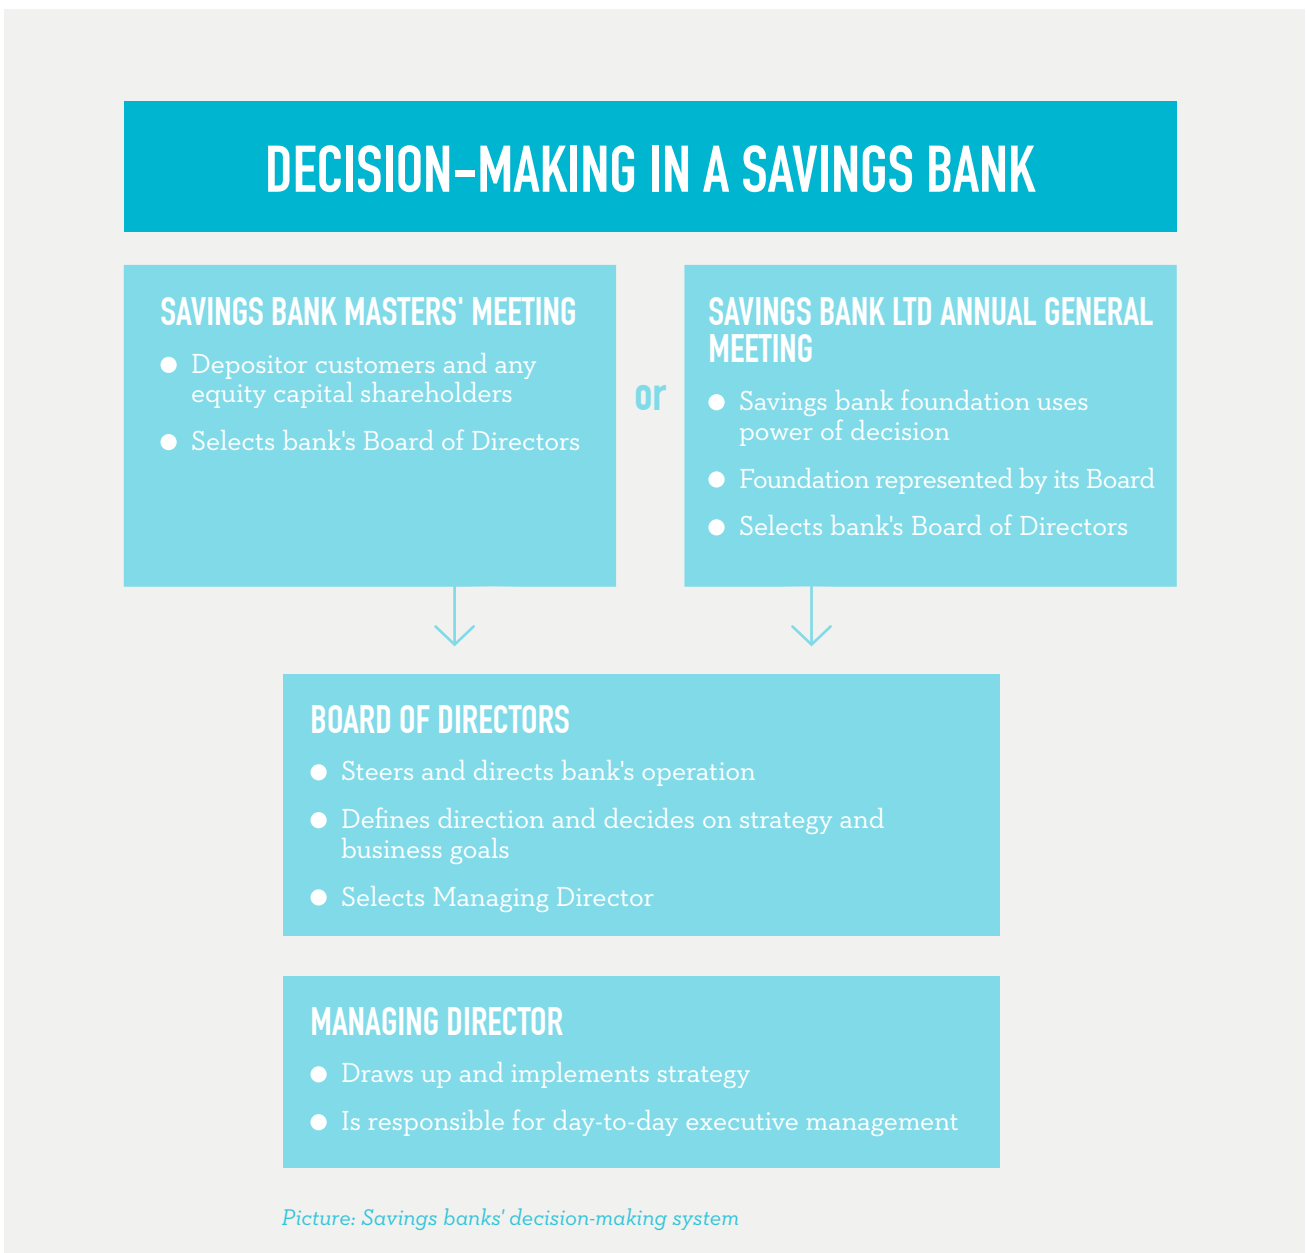 DECISION-MAKING IN A SAVINGS BANK
SAVINGS BANK MASTERS' MEETING
● Depositor customers and any
equity capital shareholders
● Selects bank's Board of Directors
or
SAVINGS BANK LTD ANNUAL GENERAL
MEETING
● Savings bank foundation uses
power of decision
● Foundation represented by its Board
● Selects bank's Board of Directors
BOARD OF DIRECTORS
● Steers and directs bank's operation
● Defines direction and decides on strategy and
business goals
● Selects Managing Director
MANAGING DIRECTOR
● Draws up and implements strategy
● Is responsible for day-to-day executive management
Picture: Savings banks' decision-making system